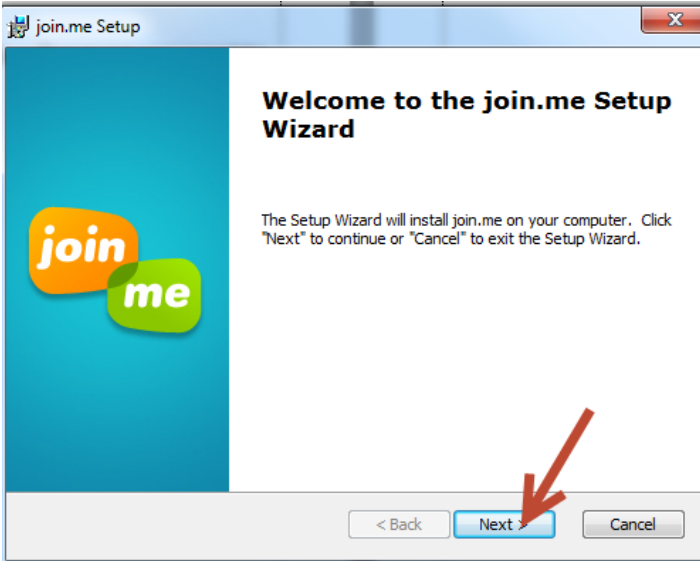 join.me Setup
Welcome to the join.me Setup
Wizard
The Setup Wizard will install join.me on your computer. Click
"Next" to continue or "Cancel" to exit the Setup Wizard.
join
me
< Back
Next >
Cancel